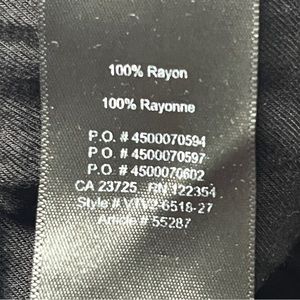 100% Rayon
100% Rayonne
P.O. # 4500070594
P.O. # 4500070597
P.O. # 4500070602
CA 23725 RN 122354
Style # VTV2-6518-27
Article # 55287